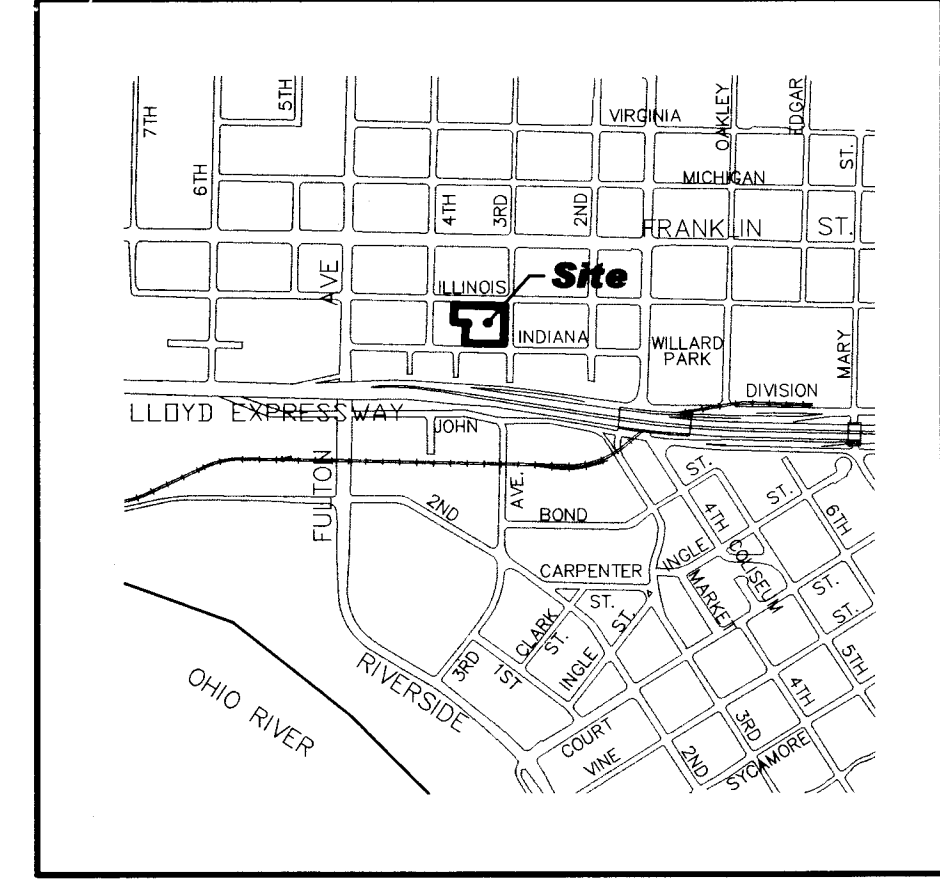 7TH
5TH
VIRGINIA
OAKLEY
EDGAR
6TH
MICHIGAN
ST.
4TH
3RD
2ND
FRANKLIN ST.
AVE
ILLINOIS
Site
INDIANA
WILLARD
PARK
MARY
DIVISION
LLOYD EXPRESSWAY
JOHN
FULTON
2ND
AVE.
BOND
ST.
4TH
ST.
6TH
INGLE
COLISEUM
MARKET
CARPENTER
ST.
ST.
CLARK
ST.
INGLE
ST.
ST.
5TH
3RD
1ST
RIVERSIDE
OHIO RIVER
COURT
VINE
2ND
3RD
4TH
SYCAMORE